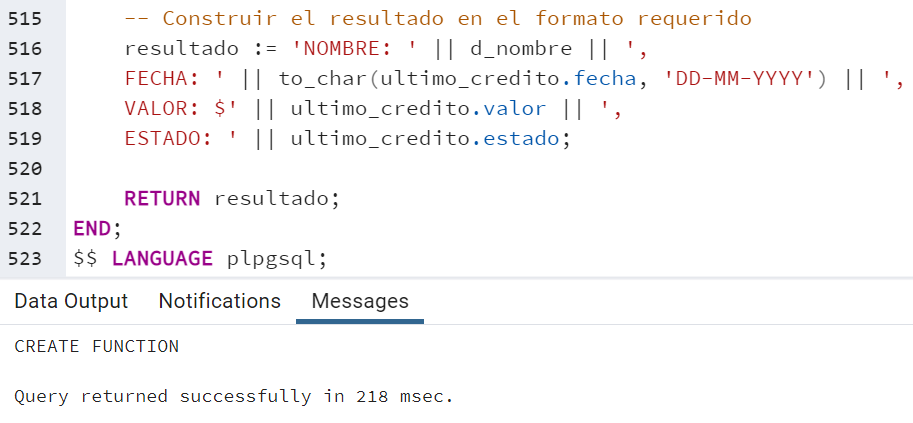 515 -- Construir el resultado en el formato requerido
516 resultado := 'NOMBRE: ' || d_nombre || ',
517 FECHA: ' || to_char(ultimo_credito.fecha, 'DD-MM-YYYY') || ',
518 VALOR: $' || ultimo_credito.valor || ',
519 ESTADO: ' || ultimo_credito.estado;
520
521 RETURN resultado;
522 END;
523 $$ LANGUAGE plpgsql;
Data Output Notifications Messages
CREATE FUNCTION
Query returned successfully in 218 msec.